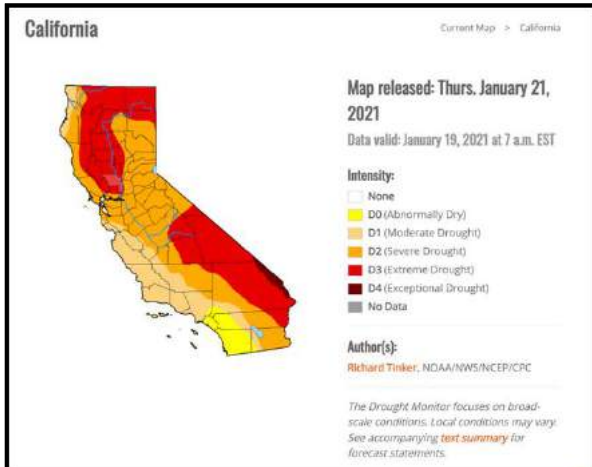 California
Current Map > California
Map released: Thurs. January 21,
2021
Data valid: January 19, 2021 at 7 a.m. EST
Intensity:
None
D0 (Abnormally Dry)
D1 (Moderate Drought)
D2 (Severe Drought)
D3 (Extreme Drought)
D4 (Exceptional Drought)
No Data
Author(s):
Richard Tinker, NOAA/NWS/NCEP/CPC
The Drought Monitor focuses on broad-
scale conditions. Local conditions may vary.
See accompanying text summary for
forecast statements.